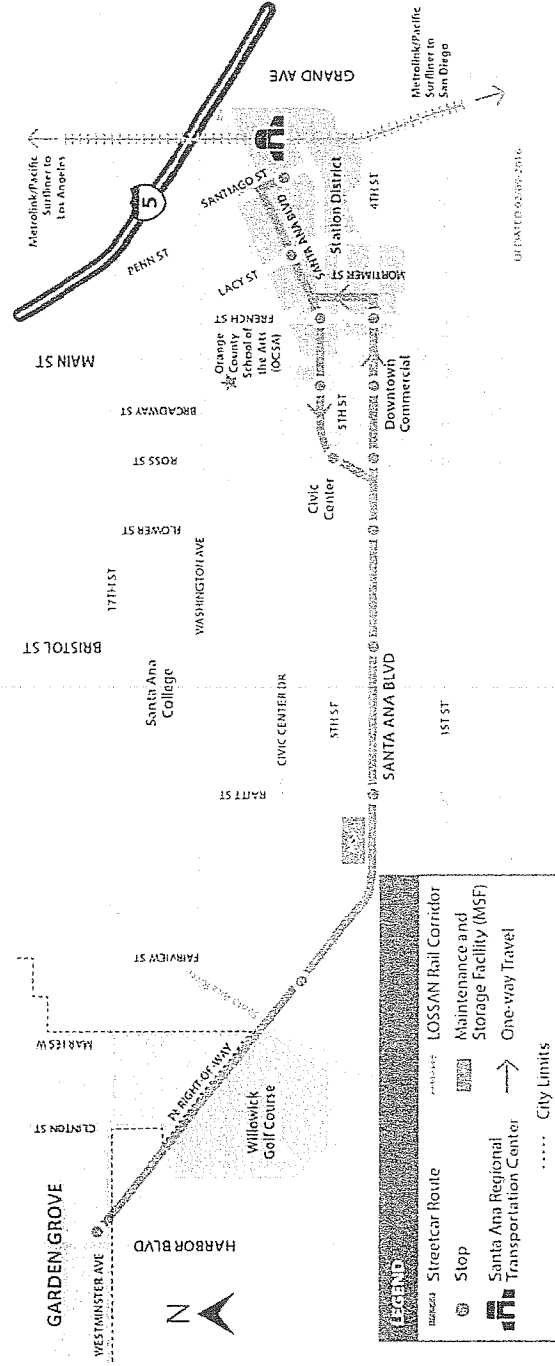 GARDEN GROVE
WESTMINSTER AVE
HARBOR BLVD
N
CLINTON ST
PE RIGHT-OF-WAY
Willowick
Golf Course
FAIRVIEW ST
RAITT ST
Santa Ana
College
BRISTOL ST
17TH ST
WASHINGTON AVE
CIVIC CENTER DR
5TH ST
SANTA ANA BLVD
1ST ST
FLOWER ST
ROSS ST
BROADWAY ST
MAIN ST
Civic
Center
5TH ST
Downtown
Commercial
Orange
County
School of
the Arts
(OCSA)
FRENCH ST
LACY ST
MORTIMER ST
SANTA ANA BLVD
Station District
SANTIAGO ST
4TH ST
PENN ST
5
GRAND AVE
Metrolink/Pacific
Surfliner to
Los Angeles
Metrolink/Pacific
Surfliner to
San Diego
LEGEND
Streetcar Route
Stop
Santa Ana Regional
Transportation Center
LOSSAN Rail Corridor
Maintenance and
Storage Facility (MSF)
One-way Travel
City Limits